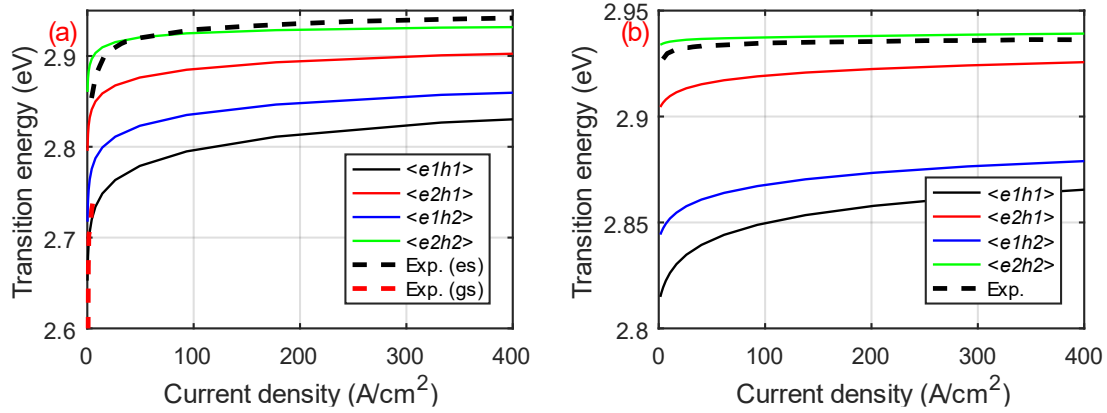 (a)
Transition energy (eV)
2.9
2.8
2.7
2.6
0
100
200
300
400
Current density (A/cm²)
<e1h1>
<e2h1>
<e1h2>
<e2h2>
Exp. (es)
Exp. (gs)
(b)
Transition energy (eV)
2.95
2.9
2.85
2.8
0
100
200
300
400
Current density (A/cm²)
<e1h1>
<e2h1>
<e1h2>
<e2h2>
Exp.